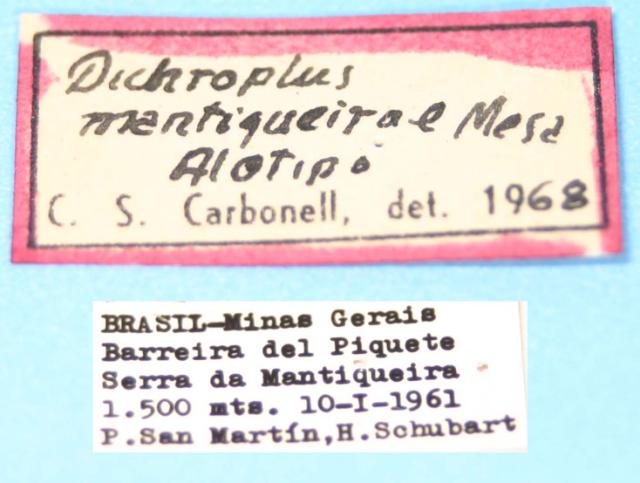 Dichroplus
mantiqueirae Mesa
Alotipo
C. S. Carbonell, det. 1968
BRASIL-Minas Gerais
Barreira del Piquete
Serra da Mantiqueira
1.500 mts. 10-I-1961
P.San Martín,H.Schubart